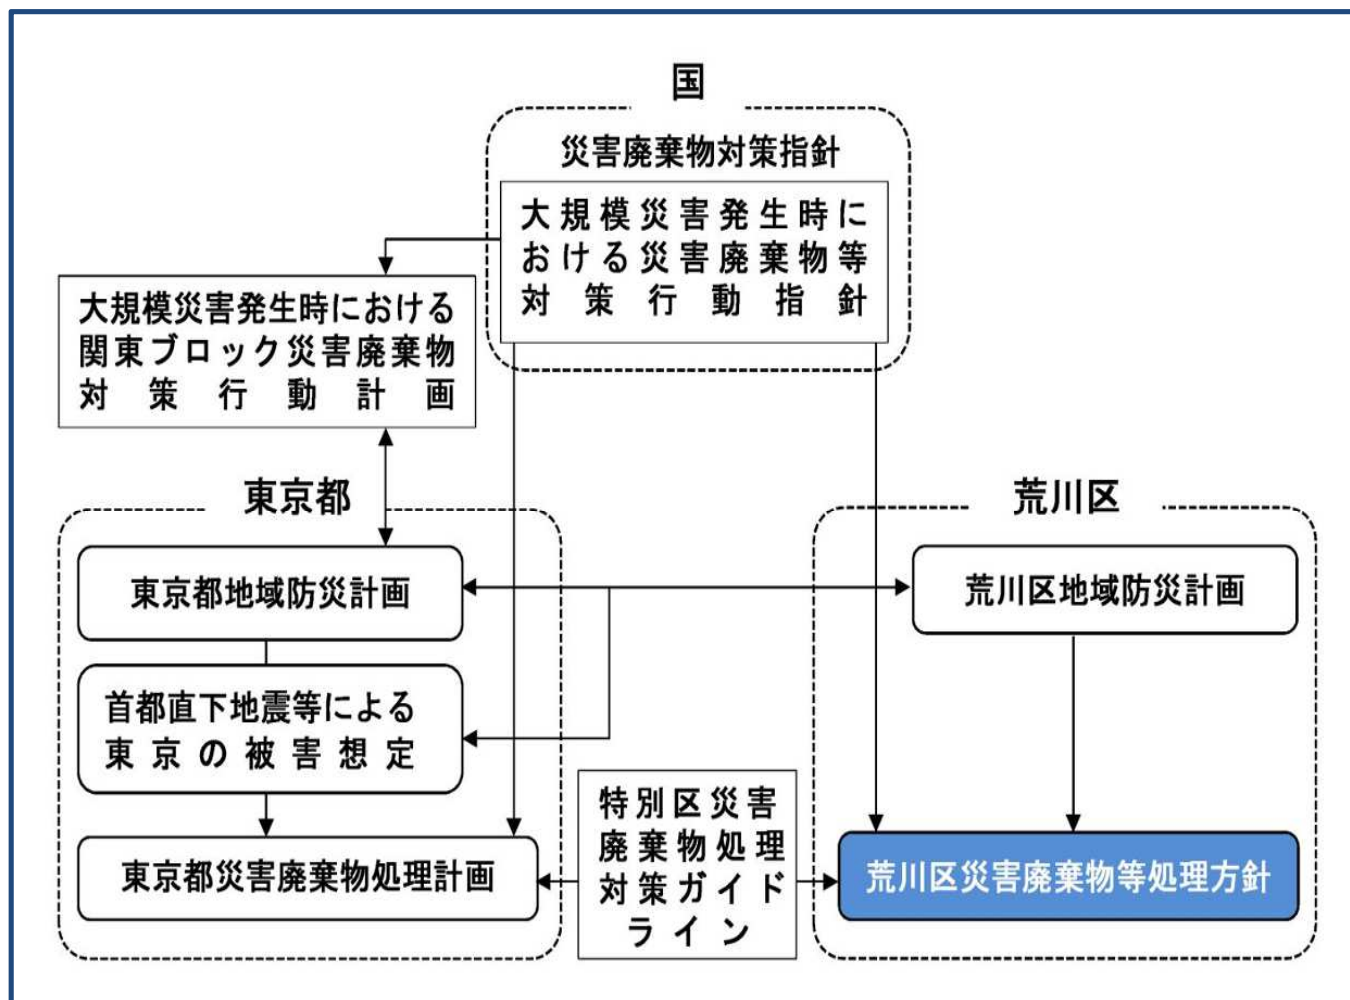 国
災害廃棄物対策指針
大規模災害発生時に
おける災害廃棄物等
対策行動指針
大規模災害発生時における
関東ブロック災害廃棄物
対策行動計画
東京都
東京都地域防災計画
首都直下地震等による
東京の被害想定
東京都災害廃棄物処理計画
特別区災害
廃棄物処理
対策ガイド
ライン
荒川区
荒川区地域防災計画
荒川区災害廃棄物等処理方針